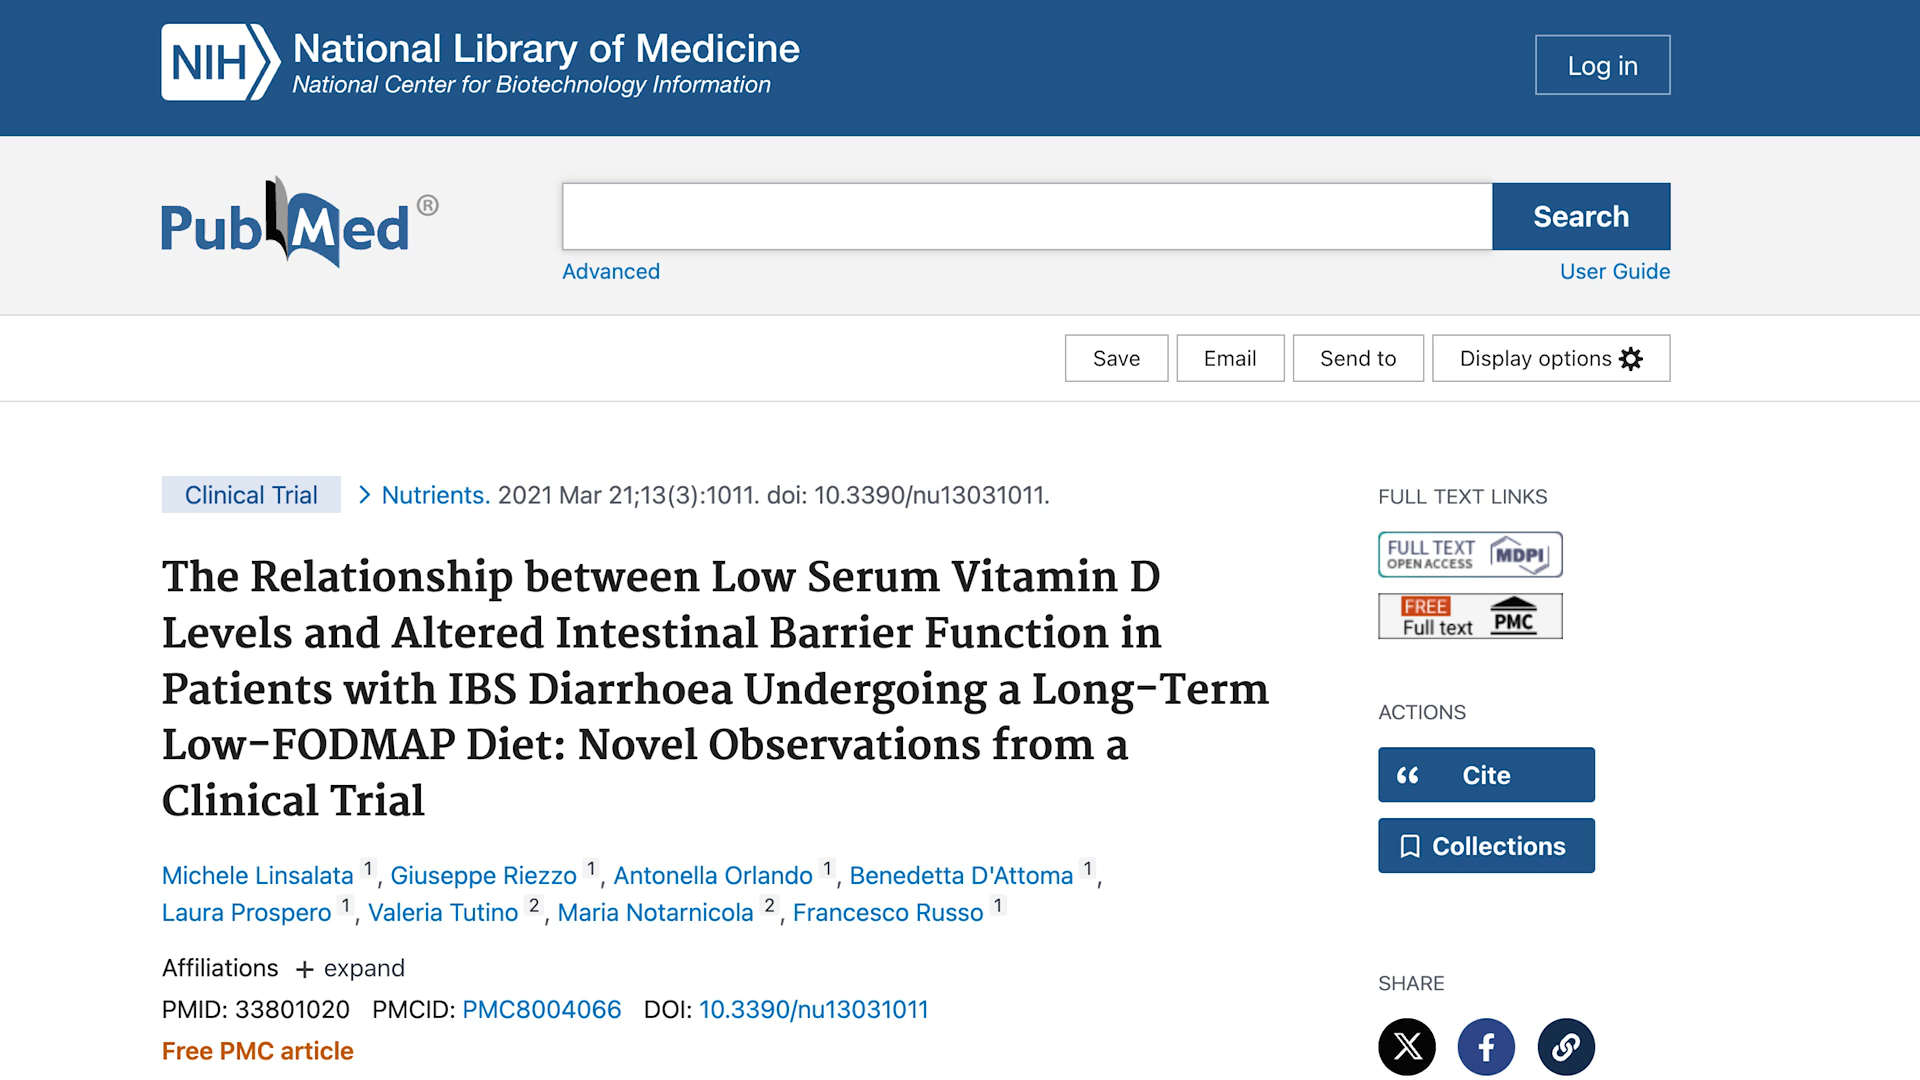 NIH National Library of Medicine
National Center for Biotechnology Information
Log in
PubMed®
Search
Advanced
User Guide
Save
Email
Send to
Display options
Clinical Trial
Nutrients. 2021 Mar 21;13(3):1011. doi: 10.3390/nu13031011.
The Relationship between Low Serum Vitamin D
Levels and Altered Intestinal Barrier Function in
Patients with IBS Diarrhoea Undergoing a Long-Term
Low-FODMAP Diet: Novel Observations from a
Clinical Trial
Michele Linsalata 1, Giuseppe Riezzo 1, Antonella Orlando 1, Benedetta D'Attoma 1,
Laura Prospero 1, Valeria Tutino 2, Maria Notarnicola 2, Francesco Russo 1
Affiliations + expand
PMID: 33801020 PMCID: PMC8004066 DOI: 10.3390/nu13031011
Free PMC article
FULL TEXT LINKS
FULL TEXT
OPEN ACCESS
MDPI
FREE
Full text
PMC
ACTIONS
Cite
Collections
SHARE